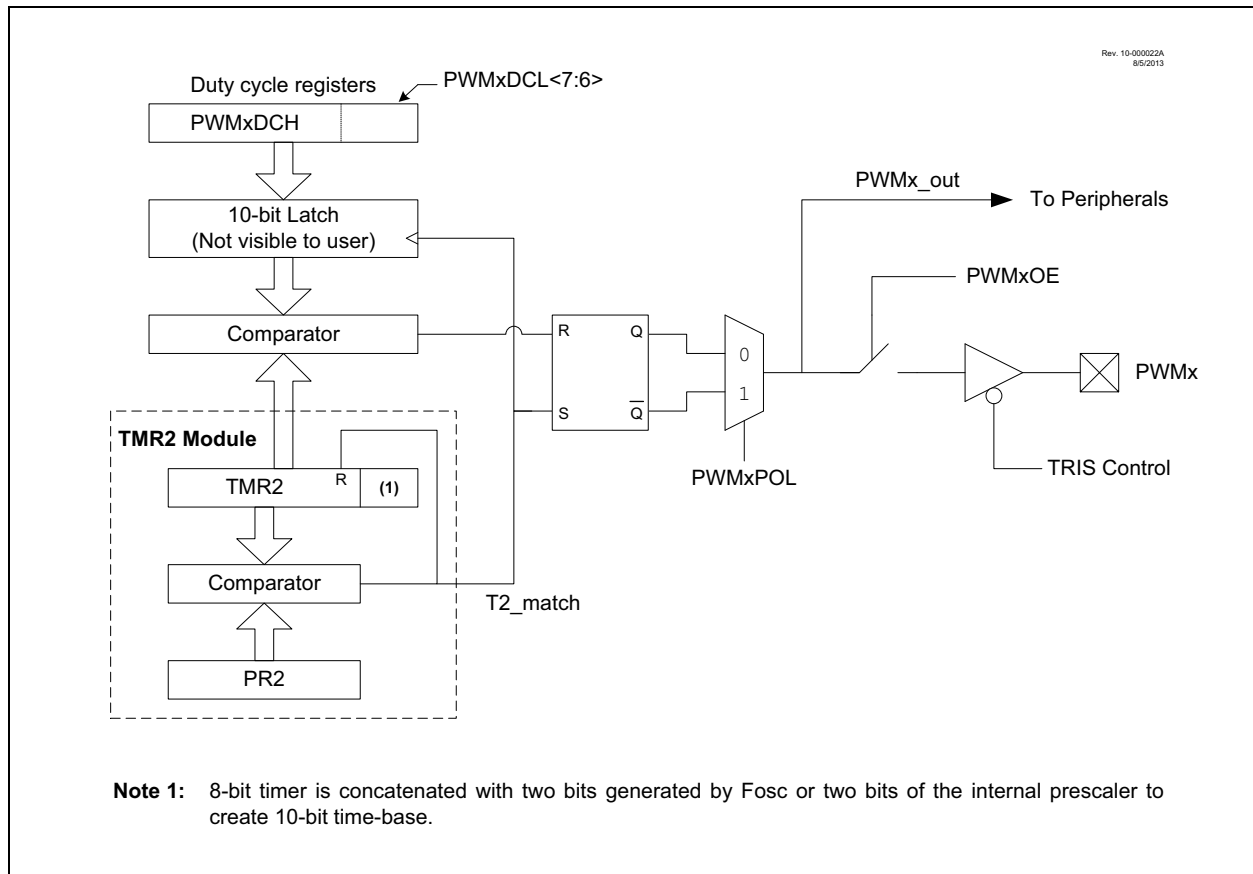 Rev. 10-000022A
8/5/2013
Duty cycle registers
PWMxDCL<7:6>
PWMxDCH
10-bit Latch
(Not visible to user)
Comparator
R
Q
S
Q̅
0
1
PWMx_out
To Peripherals
PWMxOE
PWMx
TRIS Control
PWMxPOL
TMR2 Module
TMR2
R
(1)
Comparator
T2_match
PR2
Note 1: 8-bit timer is concatenated with two bits generated by Fosc or two bits of the internal prescaler to
create 10-bit time-base.